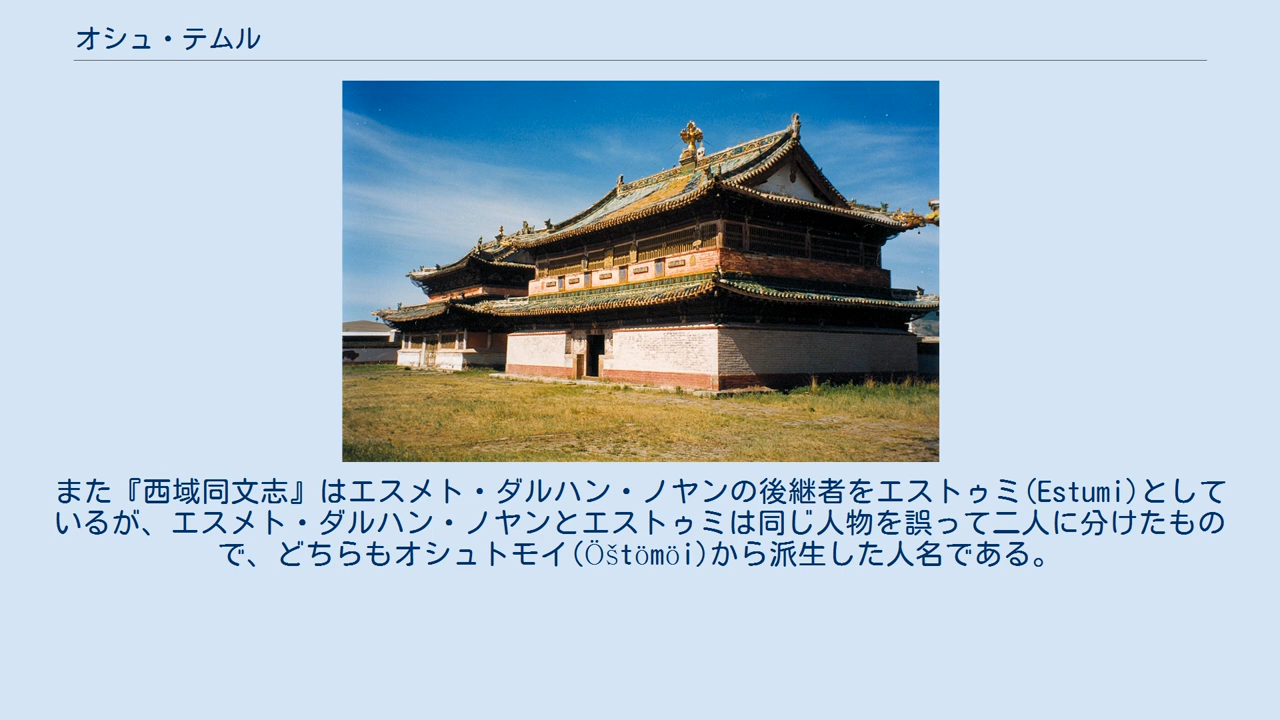 オシュ・テムル
また『西域同文志』はエスメト・ダルハン・ノヤンの後継者をエストゥミ(Estumi)として
いるが、エスメト・ダルハン・ノヤンとエストゥミは同じ人物を誤って二人に分けたもの
で、どちらもオシュトモイ(Öštömöi)から派生した人名である。